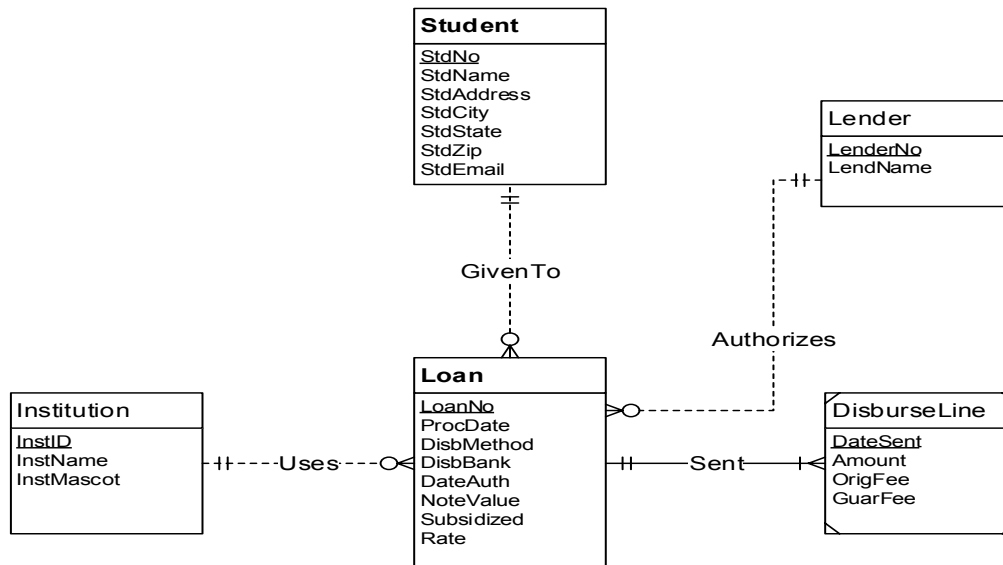 Student
StdNo
StdName
StdAddress
StdCity
StdState
StdZip
StdEmail
Lender
LenderNo
LendName
GivenTo
Authorizes
Institution
InstID
InstName
InstMascot
Uses
Loan
LoanNo
ProcDate
DisbMethod
DisbBank
DateAuth
NoteValue
Subsidized
Rate
Sent
DisburseLine
DateSent
Amount
OrigFee
GuarFee